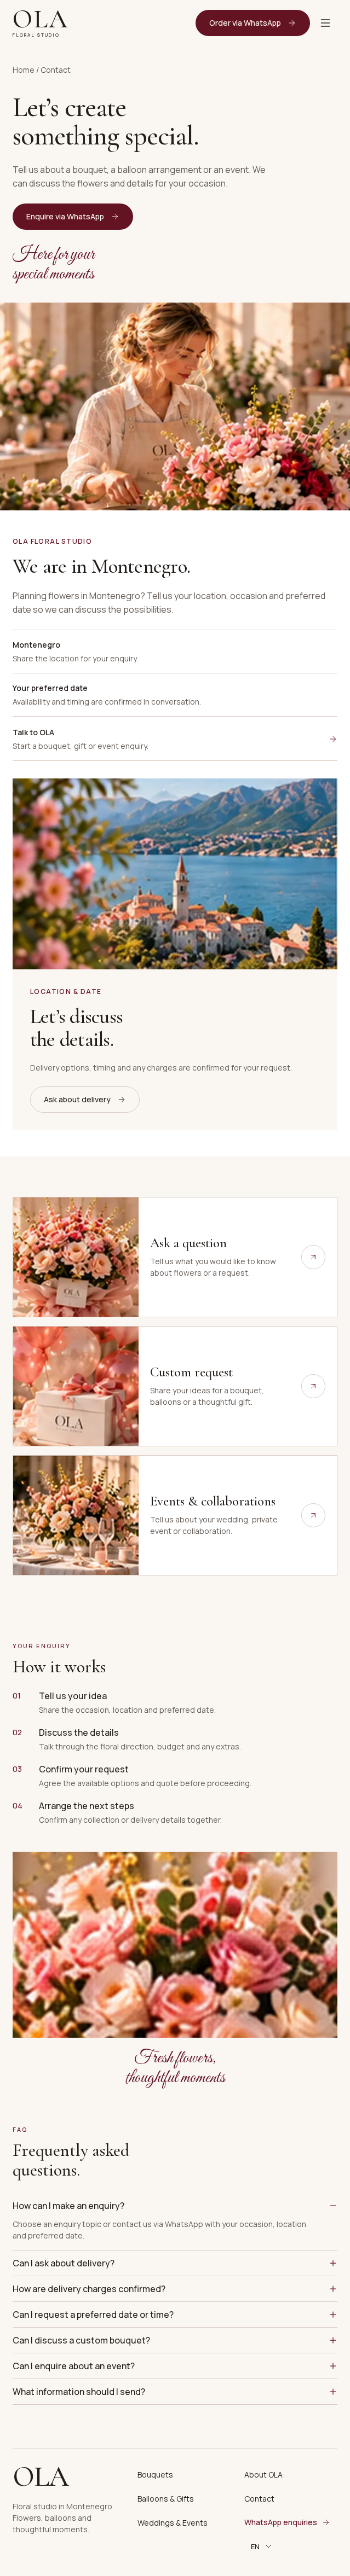 OLA
FLORAL STUDIO
Order via WhatsApp
Home / Contact
Let's create
something special.
Tell us about a bouquet, a balloon arrangement or an event. We
can discuss the flowers and details for your occasion.
Enquire via WhatsApp
Here for your
special moments
OLA FLORAL STUDIO
We are in Montenegro.
Planning flowers in Montenegro? Tell us your location, occasion and preferred
date so we can discuss the possibilities.
Montenegro
Share the location for your enquiry.
Your preferred date
Availability and timing are confirmed in conversation.
Talk to OLA
Start a bouquet, gift or event enquiry.
LOCATION & DATE
Let's discuss
the details.
Delivery options, timing and any charges are confirmed for your request.
Ask about delivery
OLA
Ask a question
Tell us what you would like to know
about flowers or a request.
OLA
Custom request
Share your ideas for a bouquet,
balloons or a thoughtful gift.
Events & collaborations
Tell us about your wedding, private
event or collaboration.
YOUR ENQUIRY
How it works
01 Tell us your idea
Share the occasion, location and preferred date.
02 Discuss the details
Talk through the floral direction, budget and any extras.
03 Confirm your request
Agree the available options and quote before proceeding.
04 Arrange the next steps
Confirm any collection or delivery details together.
Fresh flowers,
thoughtful moments
FAQ
Frequently asked
questions.
How can I make an enquiry?
Choose an enquiry topic or contact us via WhatsApp with your occasion, location
and preferred date.
Can I ask about delivery?
How are delivery charges confirmed?
Can I request a preferred date or time?
Can I discuss a custom bouquet?
Can I enquire about an event?
What information should I send?
OLA
Floral studio in Montenegro.
Flowers, balloons and
thoughtful moments.
Bouquets
Balloons & Gifts
Weddings & Events
About OLA
Contact
WhatsApp enquiries
EN